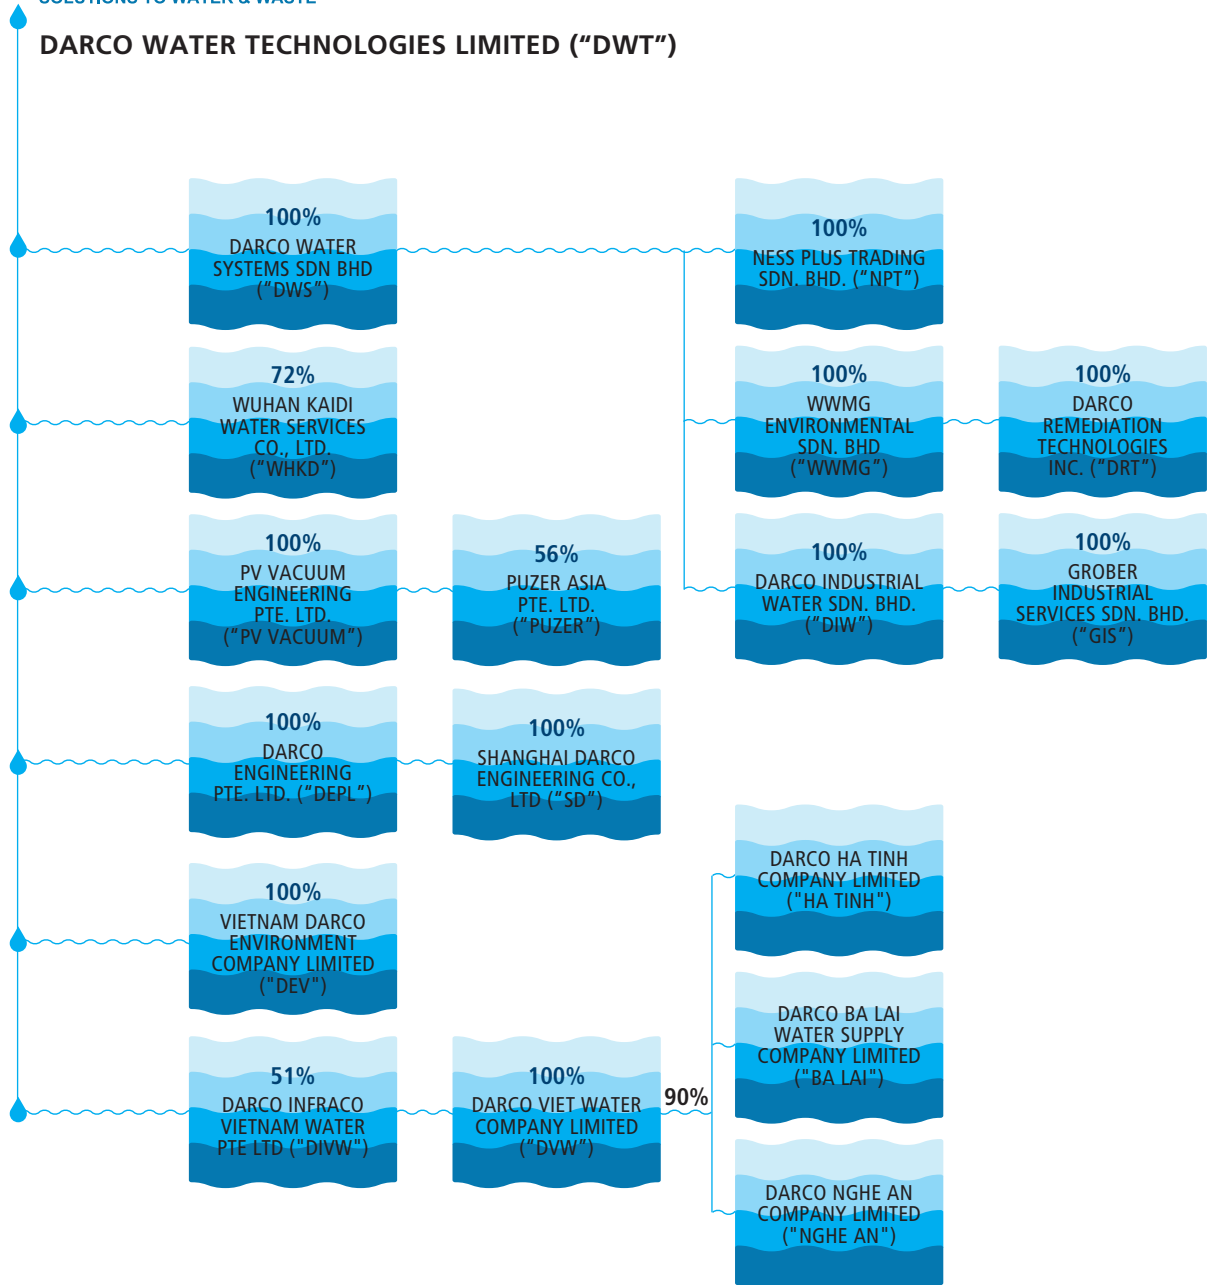 SOLUTIONS TO WATER & WASTE
DARCO WATER TECHNOLOGIES LIMITED (“DWT”)
100%
DARCO WATER
SYSTEMS SDN BHD
(“DWS”)
100%
NESS PLUS TRADING
SDN. BHD. (“NPT”)
72%
WUHAN KAIDI
WATER SERVICES
CO., LTD.
(“WHKD”)
100%
WWMG
ENVIRONMENTAL
SDN. BHD
(“WWMG”)
100%
DARCO
REMEDIATION
TECHNOLOGIES
INC. (“DRT”)
100%
PV VACUUM
ENGINEERING
PTE. LTD.
(“PV VACUUM”)
56%
PUZER ASIA
PTE. LTD.
(“PUZER”)
100%
DARCO INDUSTRIAL
WATER SDN. BHD.
(“DIW”)
100%
GROBER
INDUSTRIAL
SERVICES SDN. BHD.
(“GIS”)
100%
DARCO
ENGINEERING
PTE. LTD. (“DEPL”)
100%
SHANGHAI DARCO
ENGINEERING CO.,
LTD (“SD”)
100%
VIETNAM DARCO
ENVIRONMENT
COMPANY LIMITED
("DEV")
51%
DARCO INFRACO
VIETNAM WATER
PTE LTD ("DIVW")
100%
DARCO VIET WATER
COMPANY LIMITED
(“DVW”)
90%
DARCO HA TINH
COMPANY LIMITED
("HA TINH")
DARCO BA LAI
WATER SUPPLY
COMPANY LIMITED
("BA LAI")
DARCO NGHE AN
COMPANY LIMITED
("NGHE AN")